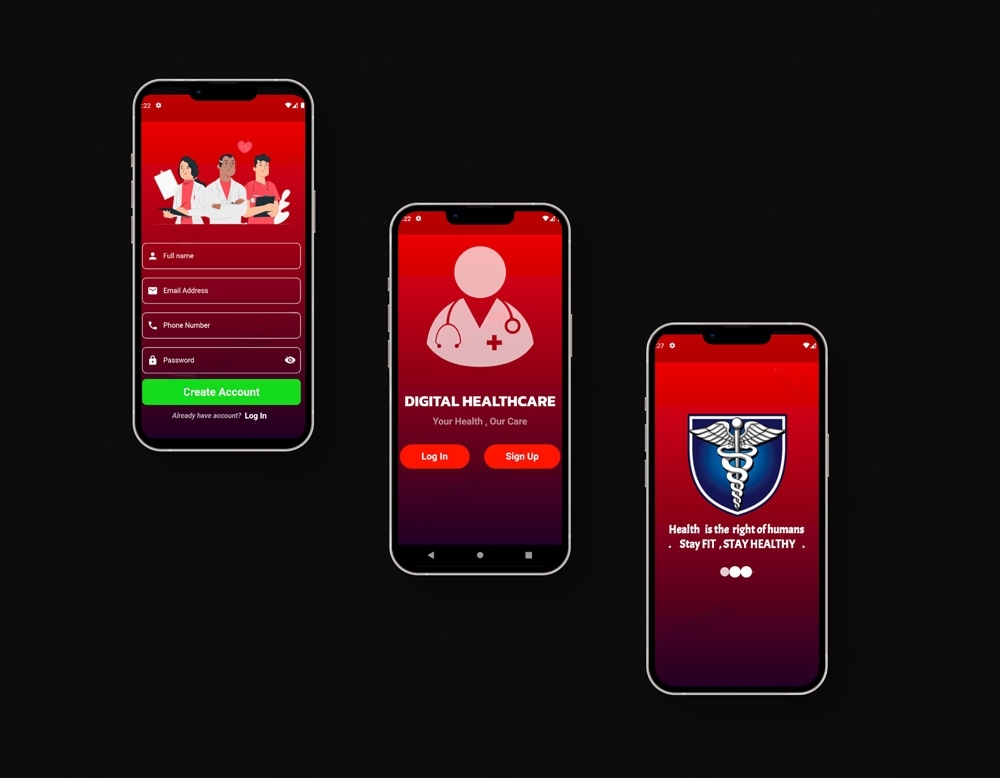 :22
Full name
Email Address
Phone Number
Password
Create Account
Already have account? Log In
:22
DIGITAL HEALTHCARE
Your Health , Our Care
Log In
Sign Up
:27
Health is the right of humans
. Stay FIT , STAY HEALTHY .